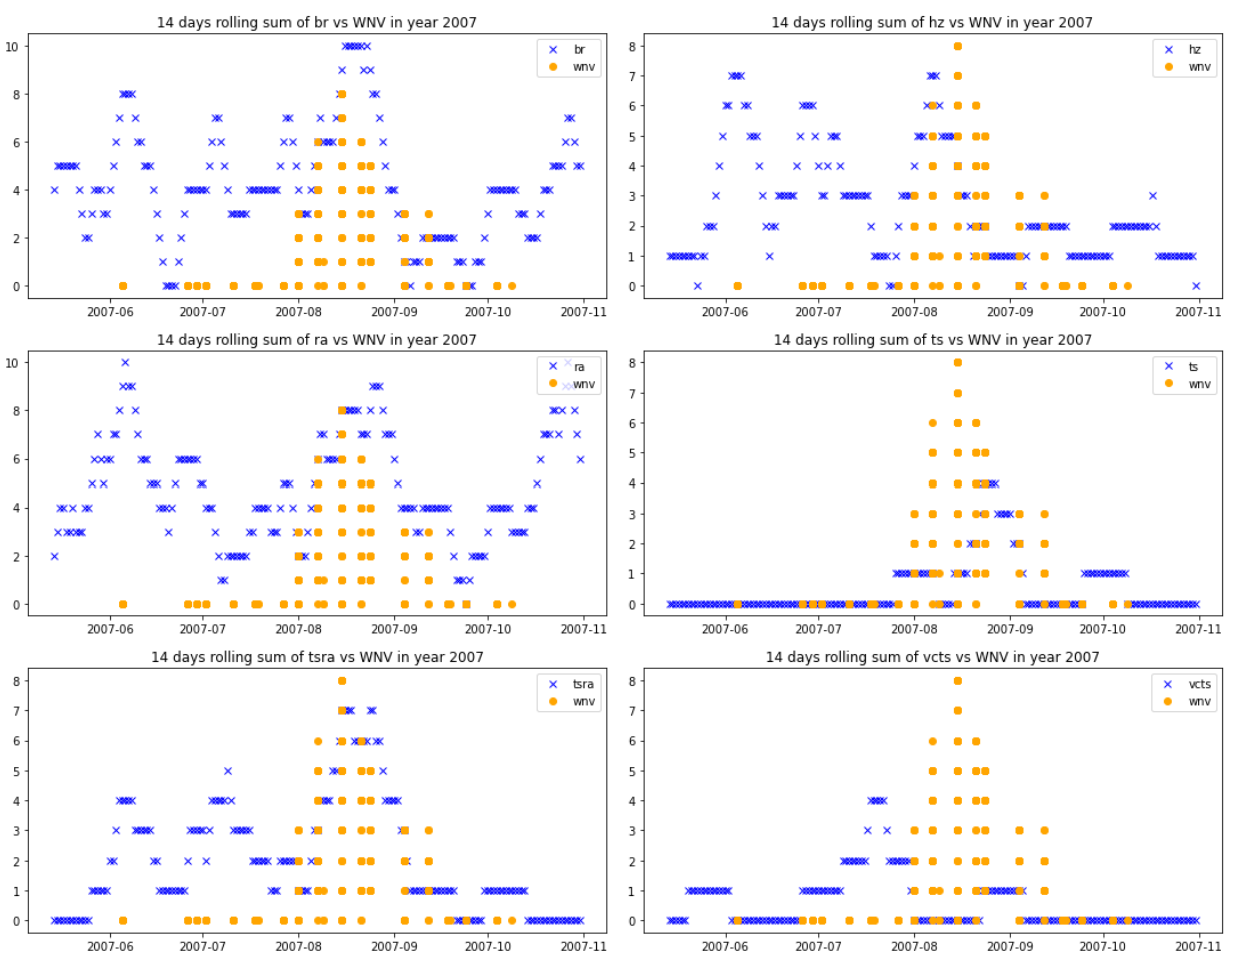 14 days rolling sum of br vs WNV in year 2007
10
8
6
4
2
0
br
wnv
2007-06 2007-07 2007-08 2007-09 2007-10 2007-11
14 days rolling sum of hz vs WNV in year 2007
8
7
6
5
4
3
2
1
0
hz
wnv
2007-06 2007-07 2007-08 2007-09 2007-10 2007-11
14 days rolling sum of ra vs WNV in year 2007
10
8
6
4
2
0
ra
wnv
2007-06 2007-07 2007-08 2007-09 2007-10 2007-11
14 days rolling sum of ts vs WNV in year 2007
8
7
6
5
4
3
2
1
0
ts
wnv
2007-06 2007-07 2007-08 2007-09 2007-10 2007-11
14 days rolling sum of tsra vs WNV in year 2007
8
7
6
5
4
3
2
1
0
tsra
wnv
2007-06 2007-07 2007-08 2007-09 2007-10 2007-11
14 days rolling sum of vcts vs WNV in year 2007
8
7
6
5
4
3
2
1
0
vcts
wnv
2007-06 2007-07 2007-08 2007-09 2007-10 2007-11